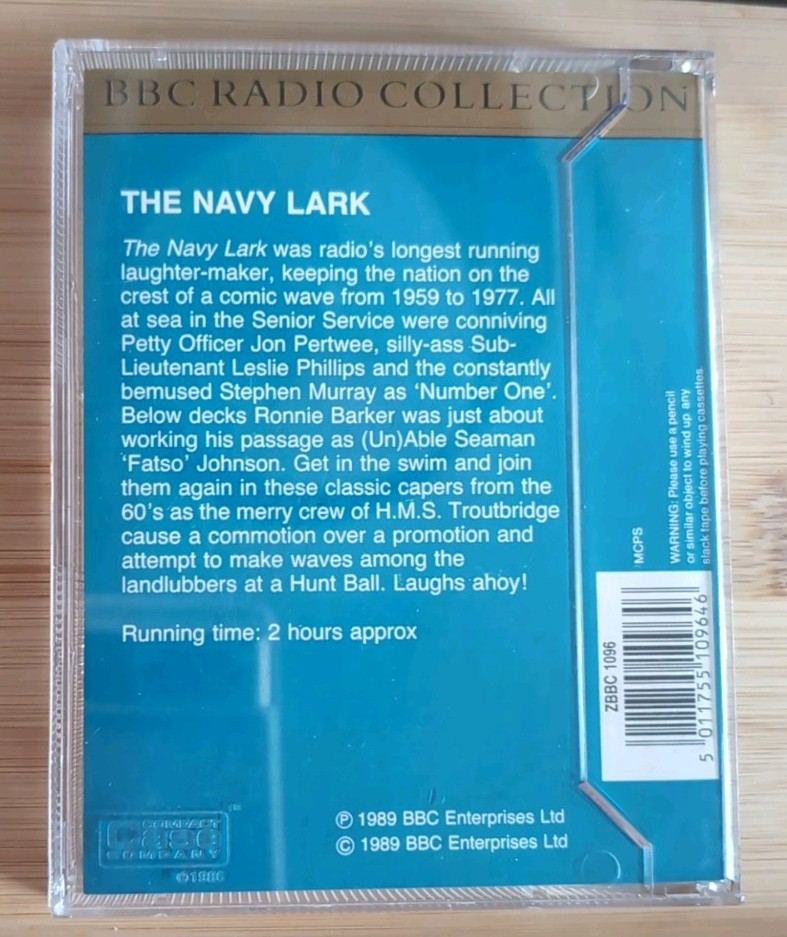 BBC RADIO COLLECTION
THE NAVY LARK
The Navy Lark was radio's longest running
laughter-maker, keeping the nation on the
crest of a comic wave from 1959 to 1977. All
at sea in the Senior Service were conniving
Petty Officer Jon Pertwee, silly-ass Sub-
Lieutenant Leslie Phillips and the constantly
bemused Stephen Murray as 'Number One'.
Below decks Ronnie Barker was just about
working his passage as (Un)Able Seaman
'Fatso' Johnson. Get in the swim and join
them again in these classic capers from the
60's as the merry crew of H.M.S. Troutbridge
cause a commotion over a promotion and
attempt to make waves among the
landlubbers at a Hunt Ball. Laughs ahoy!
Running time: 2 hours approx
℗ 1989 BBC Enterprises Ltd
© 1989 BBC Enterprises Ltd
COMPACT
Case
COMPANY
™
©1986
MCPS
WARNING: Please use a pencil
or similar object to wind up any
slack tape before playing cassettes.
ZBBC 1096
5 011755 109646